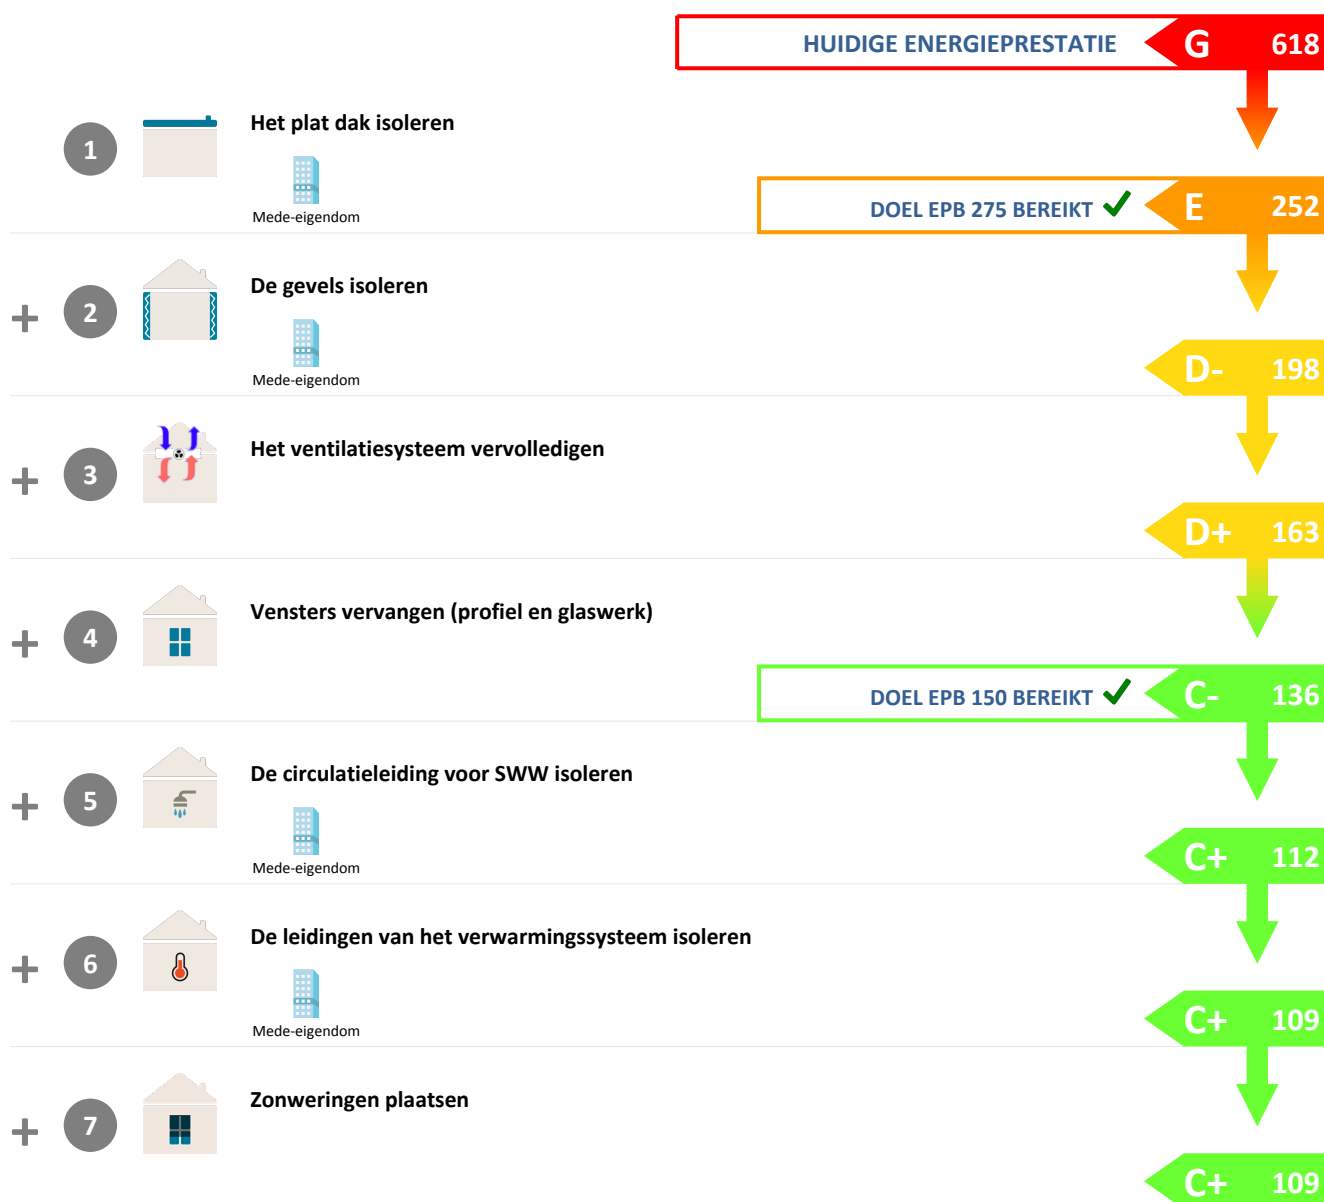 HUIDIGE ENERGIEPRESTATIE G 618
1 Het plat dak isoleren
Mede-eigendom
DOEL EPB 275 BEREIKT E 252
+ 2 De gevels isoleren
Mede-eigendom
D- 198
+ 3 Het ventilatiesysteem vervolledigen
D+ 163
+ 4 Vensters vervangen (profiel en glaswerk)
DOEL EPB 150 BEREIKT C- 136
+ 5 De circulatieleiding voor SWW isoleren
Mede-eigendom
C+ 112
+ 6 De leidingen van het verwarmingssysteem isoleren
Mede-eigendom
C+ 109
+ 7 Zonweringen plaatsen
C+ 109